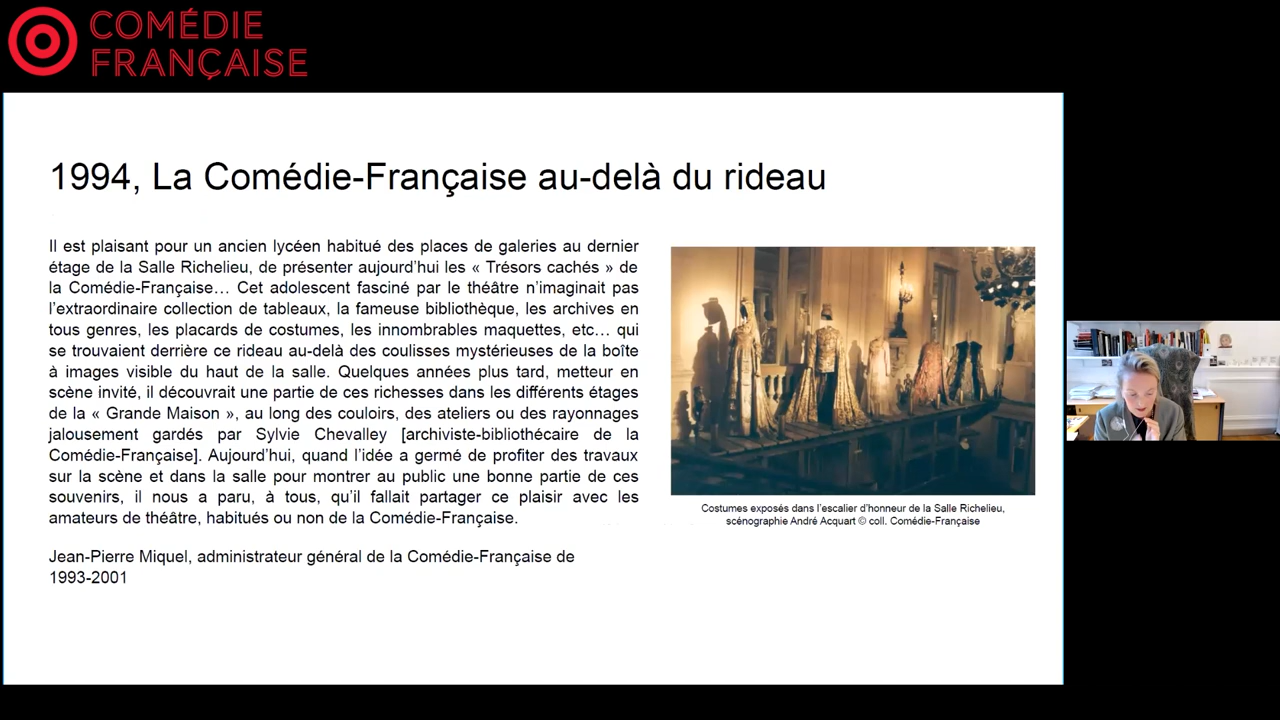 COMÉDIE
FRANÇAISE
1994, La Comédie-Française au-delà du rideau
Il est plaisant pour un ancien lycéen habitué des places de galeries au dernier
étage de la Salle Richelieu, de présenter aujourd’hui les « Trésors cachés » de
la Comédie-Française… Cet adolescent fasciné par le théâtre n’imaginait pas
l’extraordinaire collection de tableaux, la fameuse bibliothèque, les archives en
tous genres, les placards de costumes, les innombrables maquettes, etc… qui
se trouvaient derrière ce rideau au-delà des coulisses mystérieuses de la boîte
à images visible du haut de la salle. Quelques années plus tard, metteur en
scène invité, il découvrait une partie de ces richesses dans les différents étages
de la « Grande Maison », au long des couloirs, des ateliers ou des rayonnages
jalousement gardés par Sylvie Chevalley [archiviste-bibliothécaire de la
Comédie-Française]. Aujourd’hui, quand l’idée a germé de profiter des travaux
sur la scène et dans la salle pour montrer au public une bonne partie de ces
souvenirs, il nous a paru, à tous, qu’il fallait partager ce plaisir avec les
amateurs de théâtre, habitués ou non de la Comédie-Française.
Jean-Pierre Miquel, administrateur général de la Comédie-Française de
1993-2001
Costumes exposés dans l’escalier d’honneur de la Salle Richelieu,
scénographie André Acquart © coll. Comédie-Française